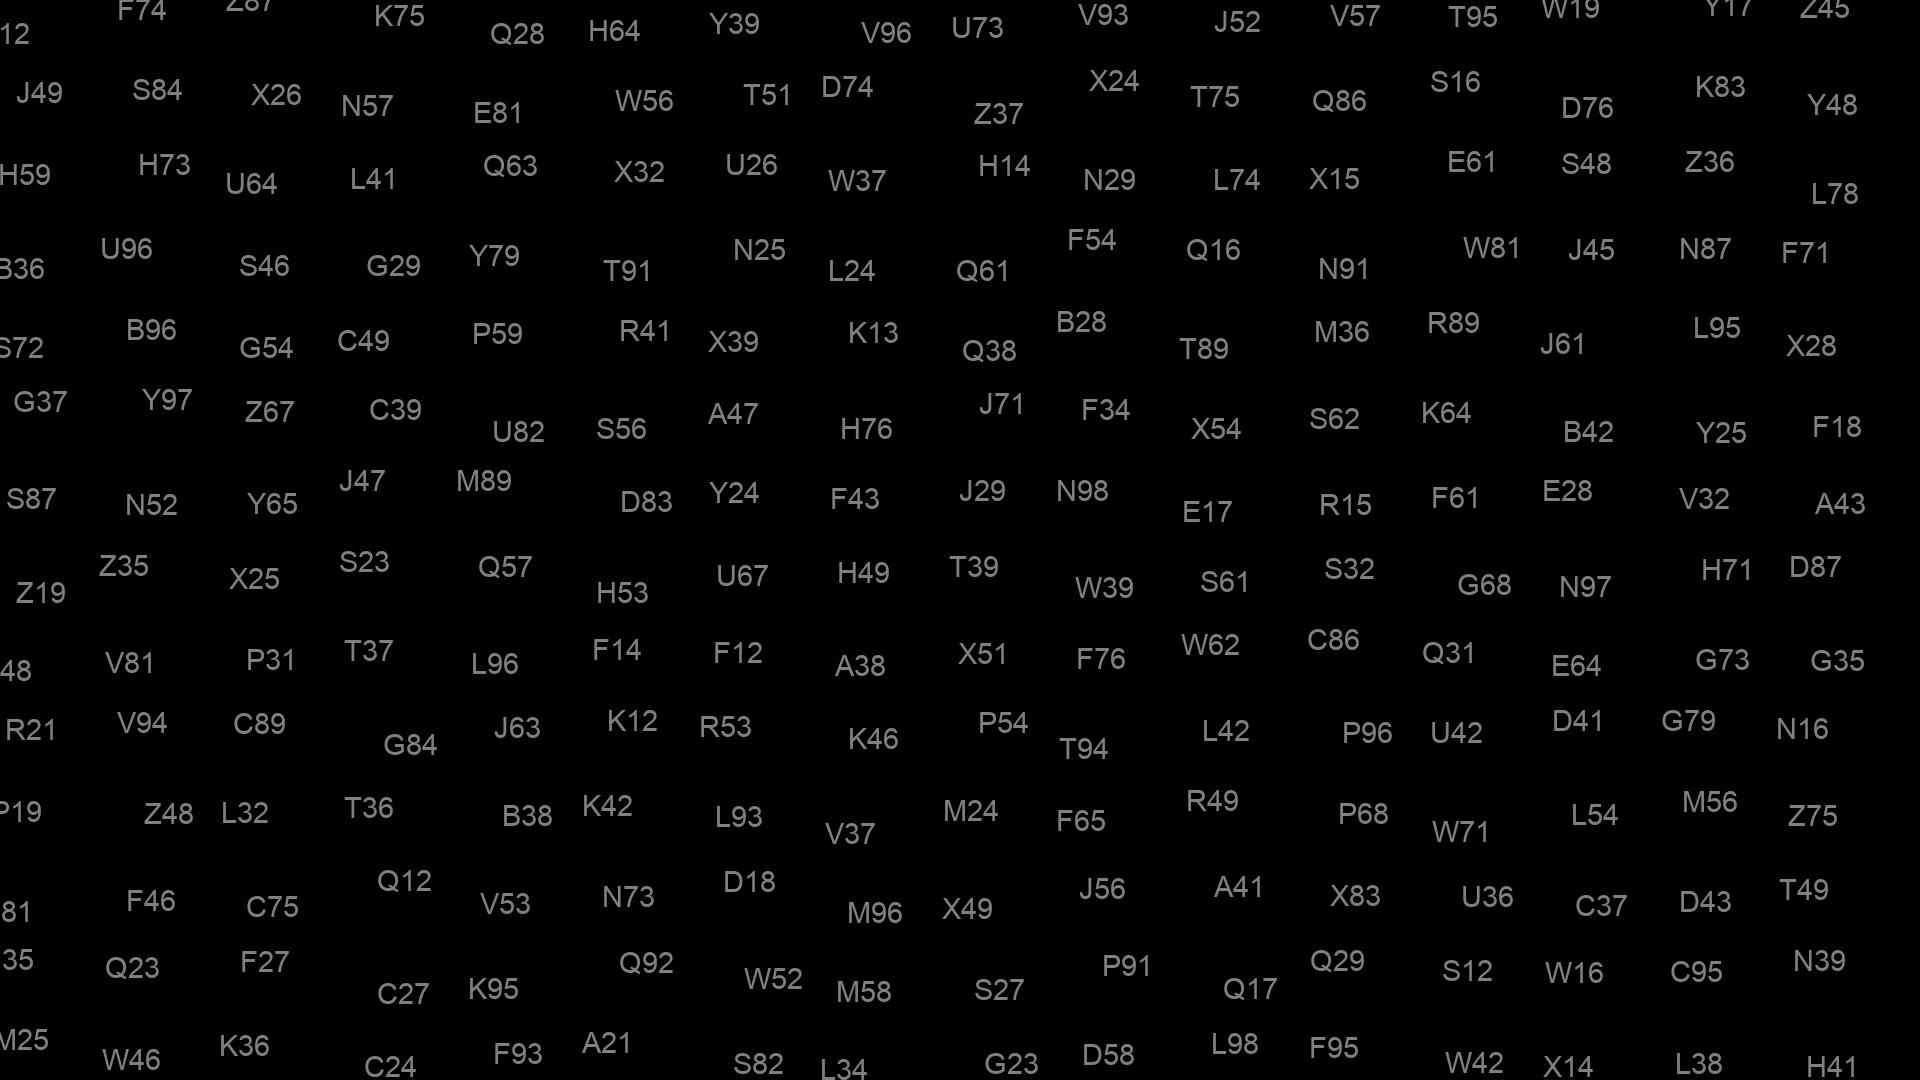 12 F74 Z87 K75 Q28 H64 Y39 V96 U73 V93 J52 V57 T95 W19 Y17 Z45
J49 S84 X26 N57 E81 W56 T51 D74 Z37 X24 T75 Q86 S16 D76 K83 Y48
H59 H73 U64 L41 Q63 X32 U26 W37 H14 N29 L74 X15 E61 S48 Z36 L78
B36 U96 S46 G29 Y79 T91 N25 L24 Q61 F54 Q16 N91 W81 J45 N87 F71
S72 B96 G54 C49 P59 R41 X39 K13 Q38 B28 T89 M36 R89 J61 L95 X28
G37 Y97 Z67 C39 U82 S56 A47 H76 J71 F34 X54 S62 K64 B42 Y25 F18
S87 N52 Y65 J47 M89 D83 Y24 F43 J29 N98 E17 R15 F61 E28 V32 A43
Z19 Z35 X25 S23 Q57 H53 U67 H49 T39 W39 S61 S32 G68 N97 H71 D87
48 V81 P31 T37 L96 F14 F12 A38 X51 F76 W62 C86 Q31 E64 G73 G35
R21 V94 C89 G84 J63 K12 R53 K46 P54 T94 L42 P96 U42 D41 G79 N16
P19 Z48 L32 T36 B38 K42 L93 V37 M24 F65 R49 P68 W71 L54 M56 Z75
81 F46 C75 Q12 V53 N73 D18 M96 X49 J56 A41 X83 U36 C37 D43 T49
35 Q23 F27 C27 K95 Q92 W52 M58 S27 P91 Q17 Q29 S12 W16 C95 N39
M25 W46 K36 C24 F93 A21 S82 L34 G23 D58 L98 F95 W42 X14 L38 H41